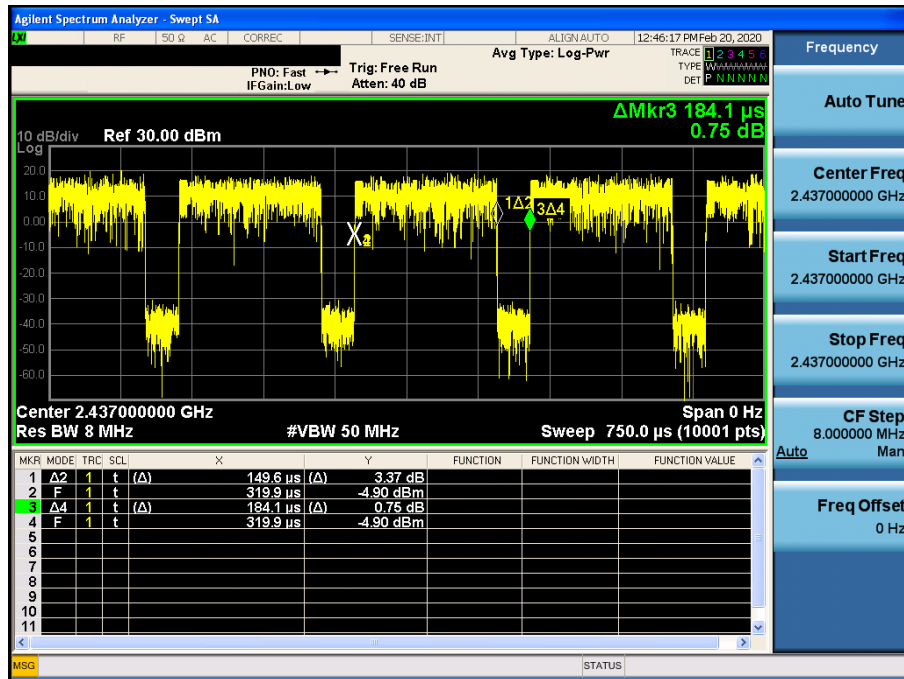 Agilent Spectrum Analyzer - Swept SA
LXI RF 50 Ω AC CORREC SENSE:INT ALIGN AUTO 12:46:17 PM Feb 20, 2020
Avg Type: Log-Pwr
TRACE 1 2 3 4 5 6
TYPE
DET P N N N N N
PNO: Fast
IFGain:Low
Trig: Free Run
Atten: 40 dB
ΔMkr3 184.1 µs
0.75 dB
10 dB/div Ref 30.00 dBm
Log
20.0
10.0
0.00
-10.0
-20.0
-30.0
-40.0
-50.0
-60.0
1Δ2
3Δ4
Center 2.437000000 GHz Span 0 Hz
Res BW 8 MHz #VBW 50 MHz Sweep 750.0 µs (10001 pts)
MKR MODE TRC SCL X Y FUNCTION FUNCTION WIDTH FUNCTION VALUE
1 Δ2 1 t (Δ) 149.6 µs (Δ) 3.37 dB
2 F 1 t 319.9 µs -4.90 dBm
3 Δ4 1 t (Δ) 184.1 µs (Δ) 0.75 dB
4 F 1 t 319.9 µs -4.90 dBm
5
6
7
8
9
10
11
MSG STATUS
Frequency
Auto Tune
Center Freq
2.437000000 GHz
Start Freq
2.437000000 GHz
Stop Freq
2.437000000 GHz
CF Step
8.000000 MHz
Auto Man
Freq Offset
0 Hz